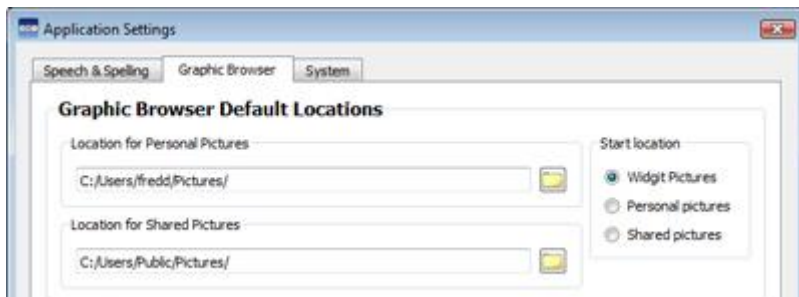 Application Settings
Speech & Spelling Graphic Browser System
Graphic Browser Default Locations
Location for Personal Pictures
C:/Users/fredd/Pictures/
Location for Shared Pictures
C:/Users/Public/Pictures/
Start location
Widgit Pictures
Personal pictures
Shared pictures